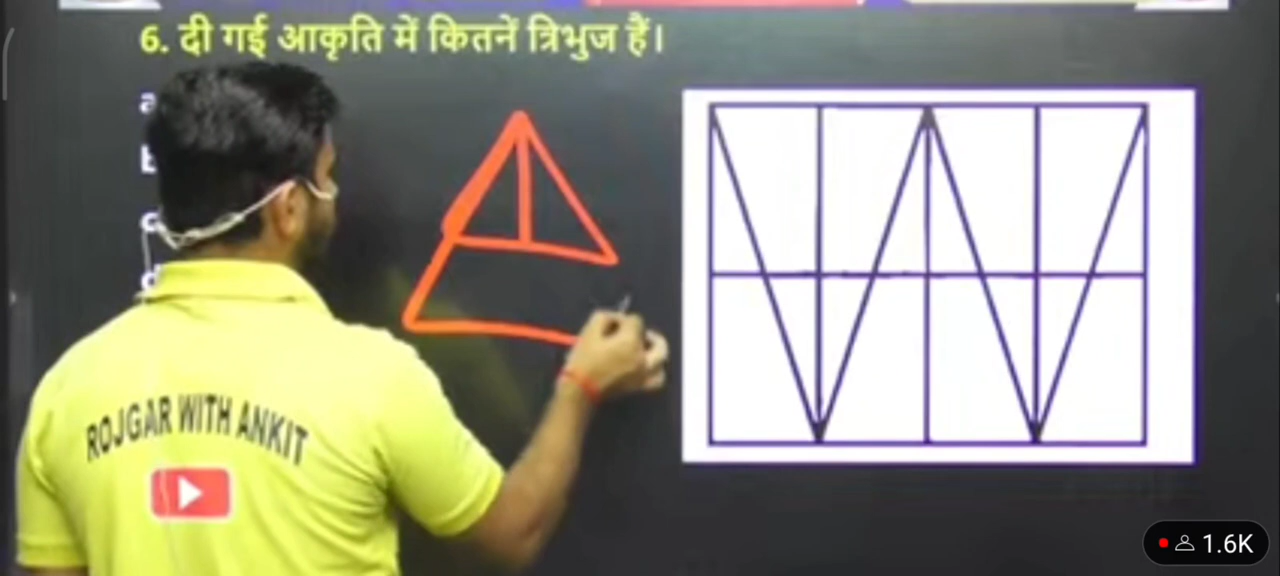 6. दी गई आकृति में कितनें त्रिभुज हैं।
ROJGAR WITH ANKIT
1.6K